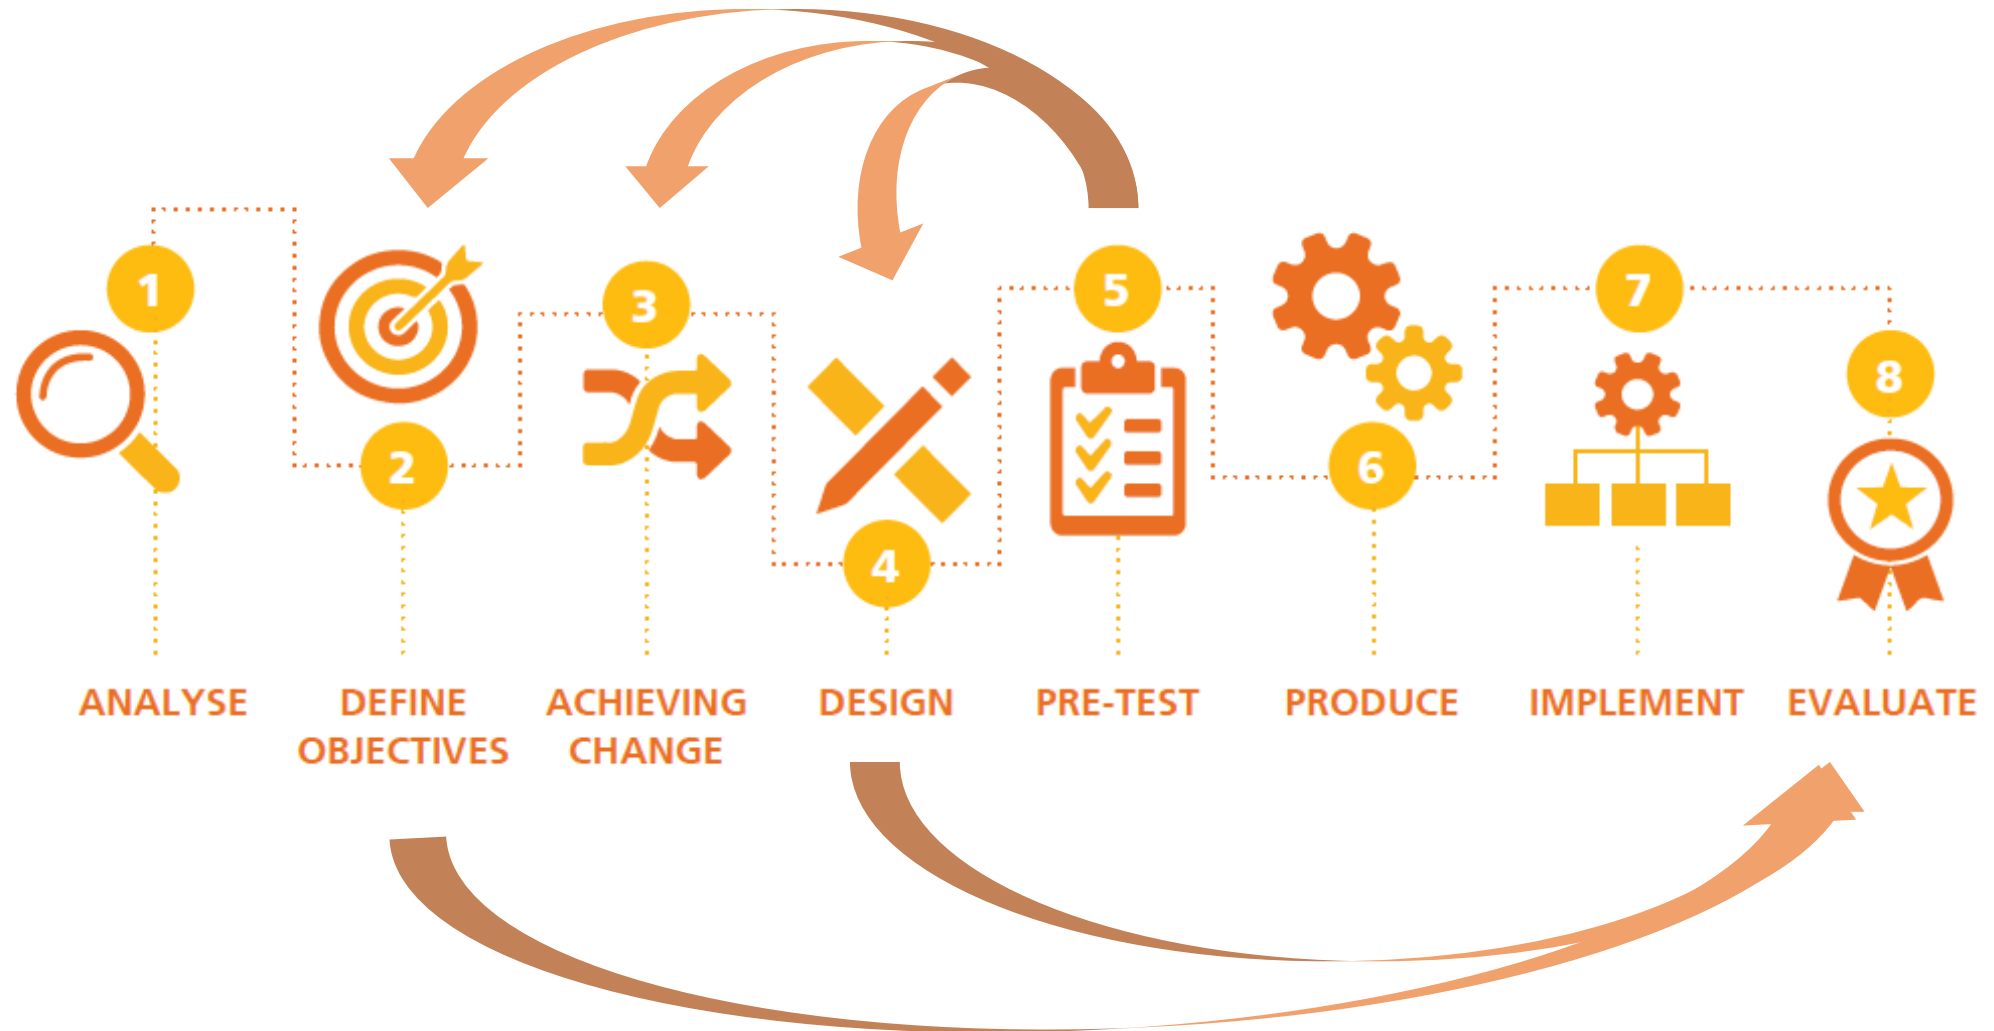 1
2
3
4
5
6
7
8
ANALYSE
DEFINE
OBJECTIVES
ACHIEVING
CHANGE
DESIGN
PRE-TEST
PRODUCE
IMPLEMENT
EVALUATE